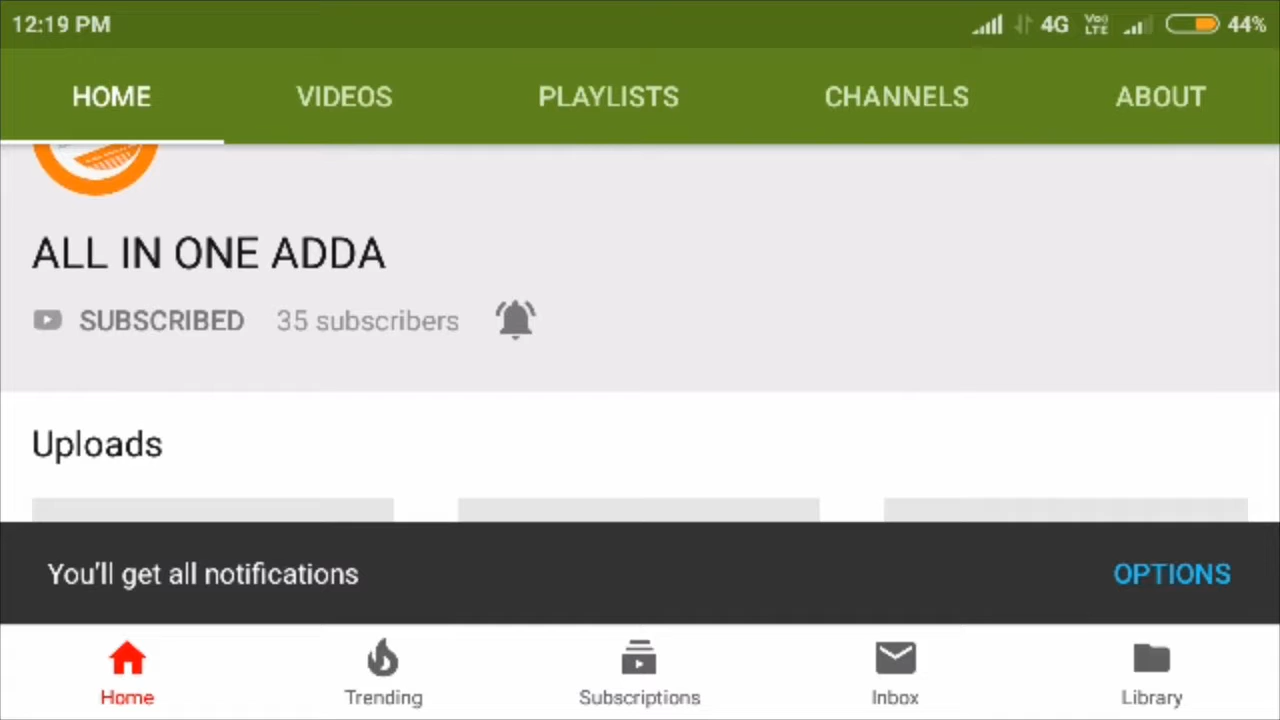 12:19 PM 4G VoLTE 44%
HOME VIDEOS PLAYLISTS CHANNELS ABOUT
ALL IN ONE ADDA
SUBSCRIBED 35 subscribers
Uploads
You'll get all notifications OPTIONS
Home Trending Subscriptions Inbox Library